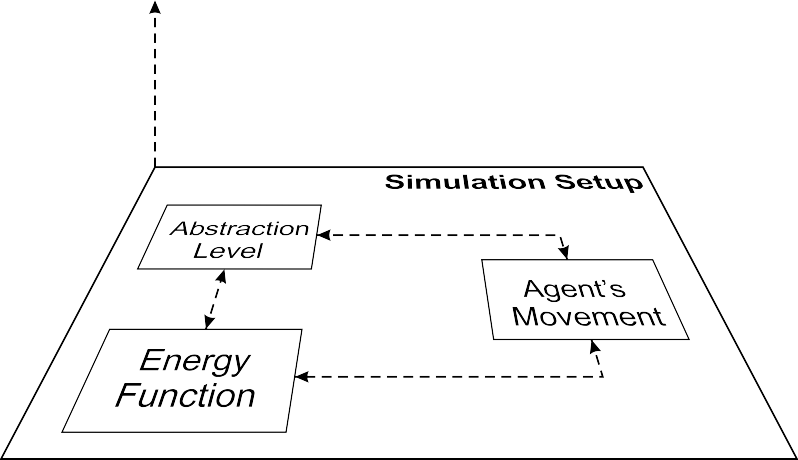 Simulation Setup
Abstraction
Level
Agent's
Movement
Energy
Function